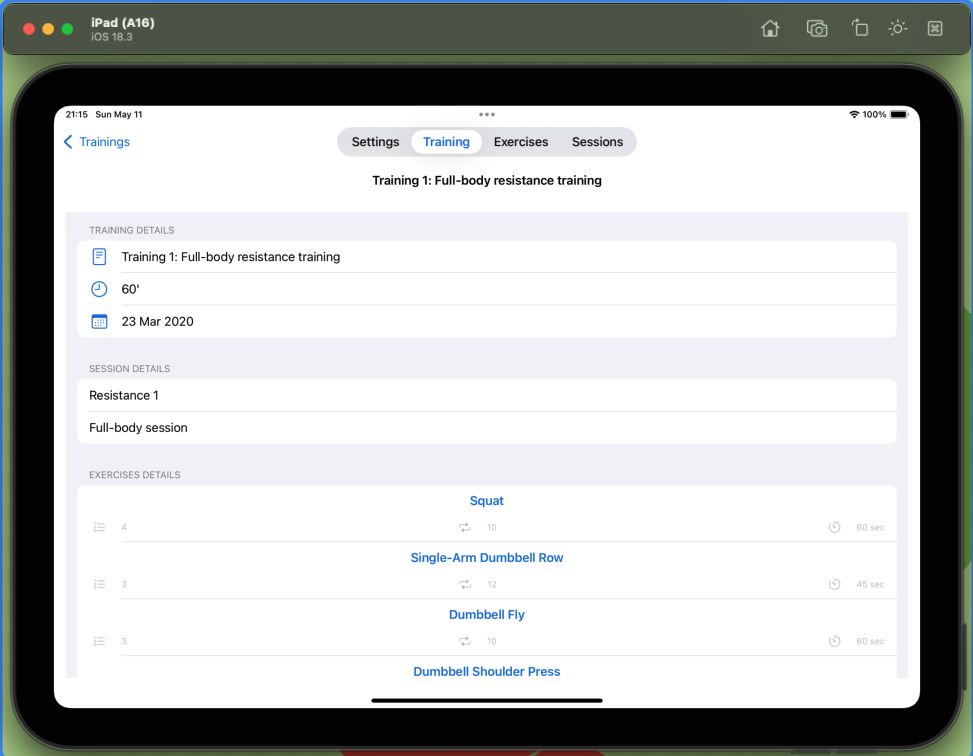 iPad (A16)
iOS 18.3
21:15 Sun May 11
100%
Trainings
Settings Training Exercises Sessions
Training 1: Full-body resistance training
TRAINING DETAILS
Training 1: Full-body resistance training
60'
23 Mar 2020
SESSION DETAILS
Resistance 1
Full-body session
EXERCISES DETAILS
Squat
4 10 60 sec
Single-Arm Dumbbell Row
3 12 45 sec
Dumbbell Fly
3 10 60 sec
Dumbbell Shoulder Press